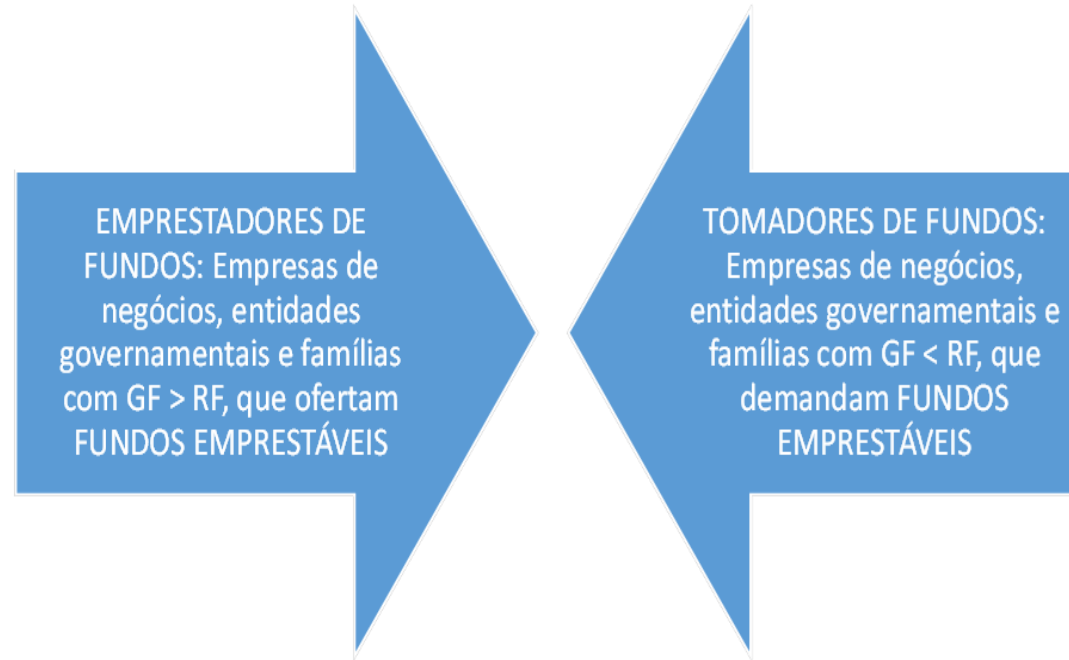 EMPRESTADORES DE
FUNDOS: Empresas de
negócios, entidades
governamentais e famílias
com GF > RF, que ofertam
FUNDOS EMPRESTÁVEIS
TOMADORES DE FUNDOS:
Empresas de negócios,
entidades governamentais e
famílias com GF < RF, que
demandam FUNDOS
EMPRESTÁVEIS